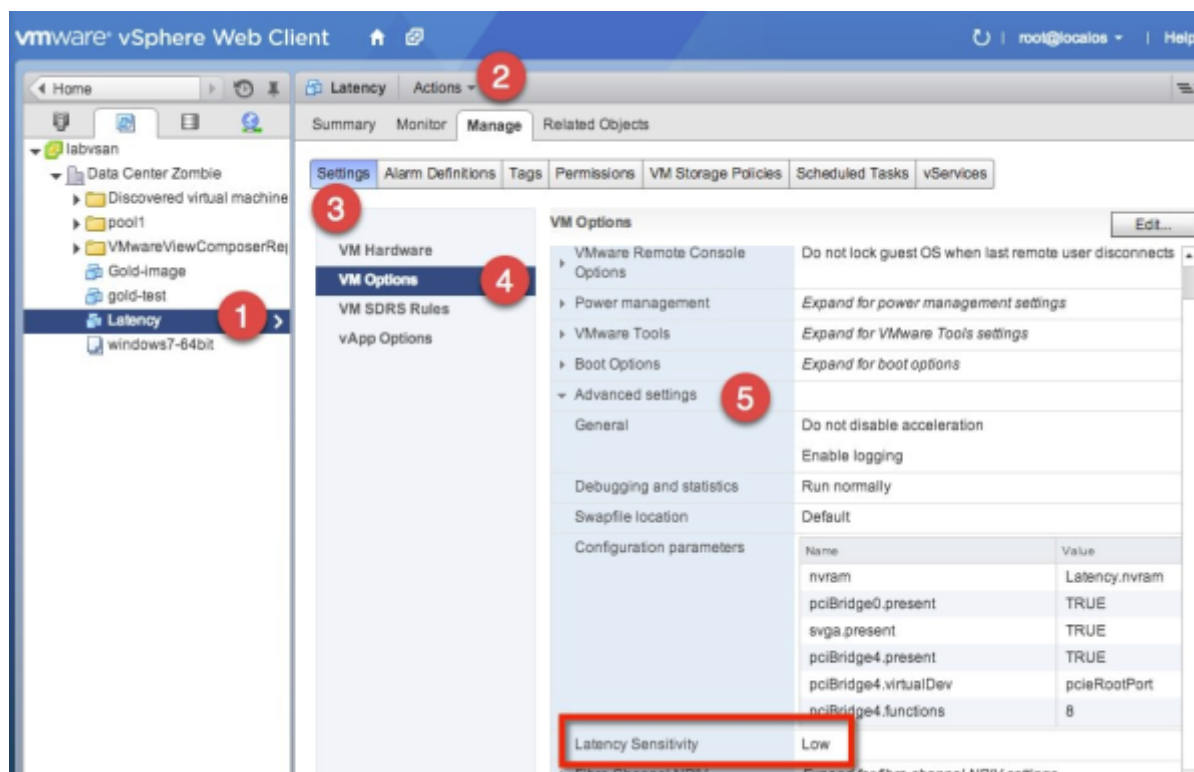 vmware® vSphere Web Client
root@localos
Help
Home
Latency
Actions
2
Summary
Monitor
Manage
Related Objects
labvsan
Data Center Zombie
Discovered virtual machine
pool1
VMwareViewComposerRe
Gold-image
gold-test
Latency
1
windows7-64bit
Settings
Alarm Definitions
Tags
Permissions
VM Storage Policies
Scheduled Tasks
vServices
3
VM Hardware
VM Options
4
VM SDRS Rules
vApp Options
VM Options
Edit...
VMware Remote Console Options
Do not lock guest OS when last remote user disconnects
Power management
Expand for power management settings
VMware Tools
Expand for VMware Tools settings
Boot Options
Expand for boot options
Advanced settings
5
General
Do not disable acceleration
Enable logging
Debugging and statistics
Run normally
Swapfile location
Default
Configuration parameters
Name
Value
nvram
Latency.nvram
pciBridge0.present
TRUE
svga.present
TRUE
pciBridge4.present
TRUE
pciBridge4.virtualDev
pcieRootPort
pciBridge4.functions
8
Latency Sensitivity
Low